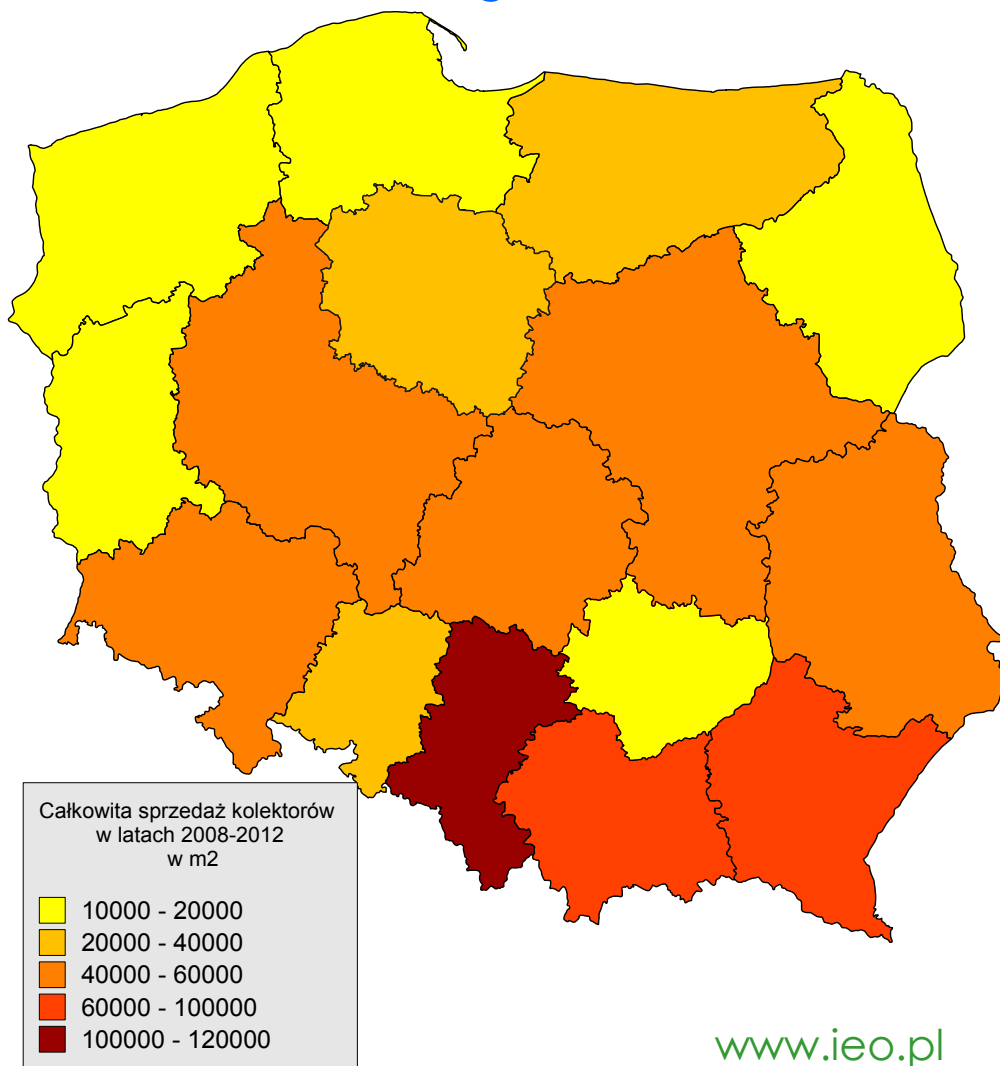 Całkowita sprzedaż kolektorów
w latach 2008-2012
w m2
10000 - 20000
20000 - 40000
40000 - 60000
60000 - 100000
100000 - 120000
www.ieo.pl